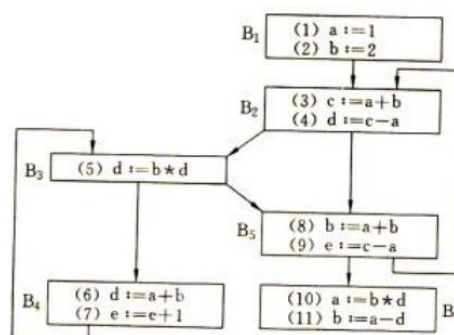 B₁
(1) a:=1
(2) b:=2
B₂
(3) c:=a+b
(4) d:=c-a
B₃
(5) d:=b*d
B₅
(8) b:=a+b
(9) e:=c-a
B₄
(6) d:=a+b
(7) e:=c+1
(10) a:=b*d
(11) b:=a-d
B